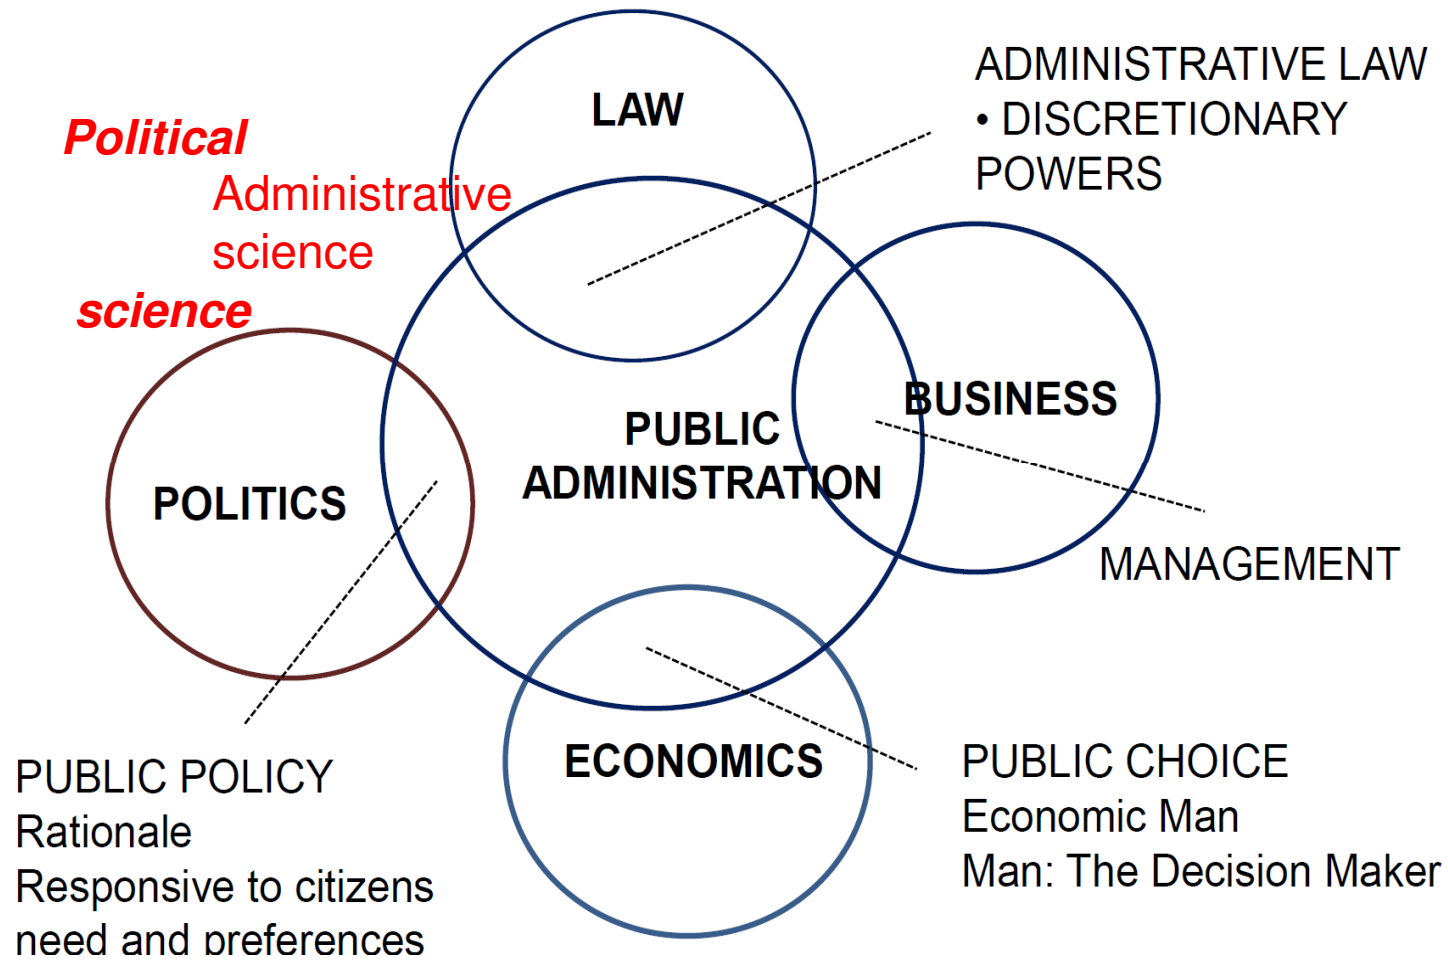 LAW
ADMINISTRATIVE LAW
• DISCRETIONARY
POWERS
Political
Administrative
science
science
BUSINESS
PUBLIC
ADMINISTRATION
POLITICS
MANAGEMENT
ECONOMICS
PUBLIC POLICY
Rationale
Responsive to citizens
need and preferences
PUBLIC CHOICE
Economic Man
Man: The Decision Maker